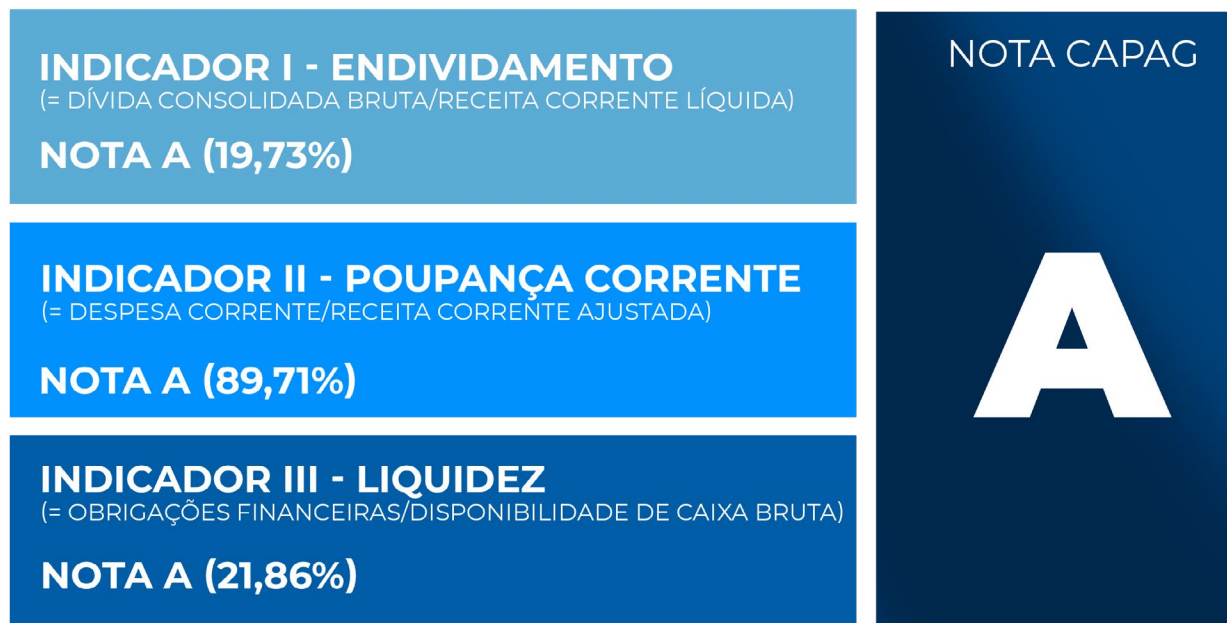 INDICADOR I - ENDIVIDAMENTO
(= DÍVIDA CONSOLIDADA BRUTA/RECEITA CORRENTE LÍQUIDA)
NOTA A (19,73%)
INDICADOR II - POUPANÇA CORRENTE
(= DESPESA CORRENTE/RECEITA CORRENTE AJUSTADA)
NOTA A (89,71%)
INDICADOR III - LIQUIDEZ
(= OBRIGAÇÕES FINANCEIRAS/DISPONIBILIDADE DE CAIXA BRUTA)
NOTA A (21,86%)
NOTA CAPAG
A